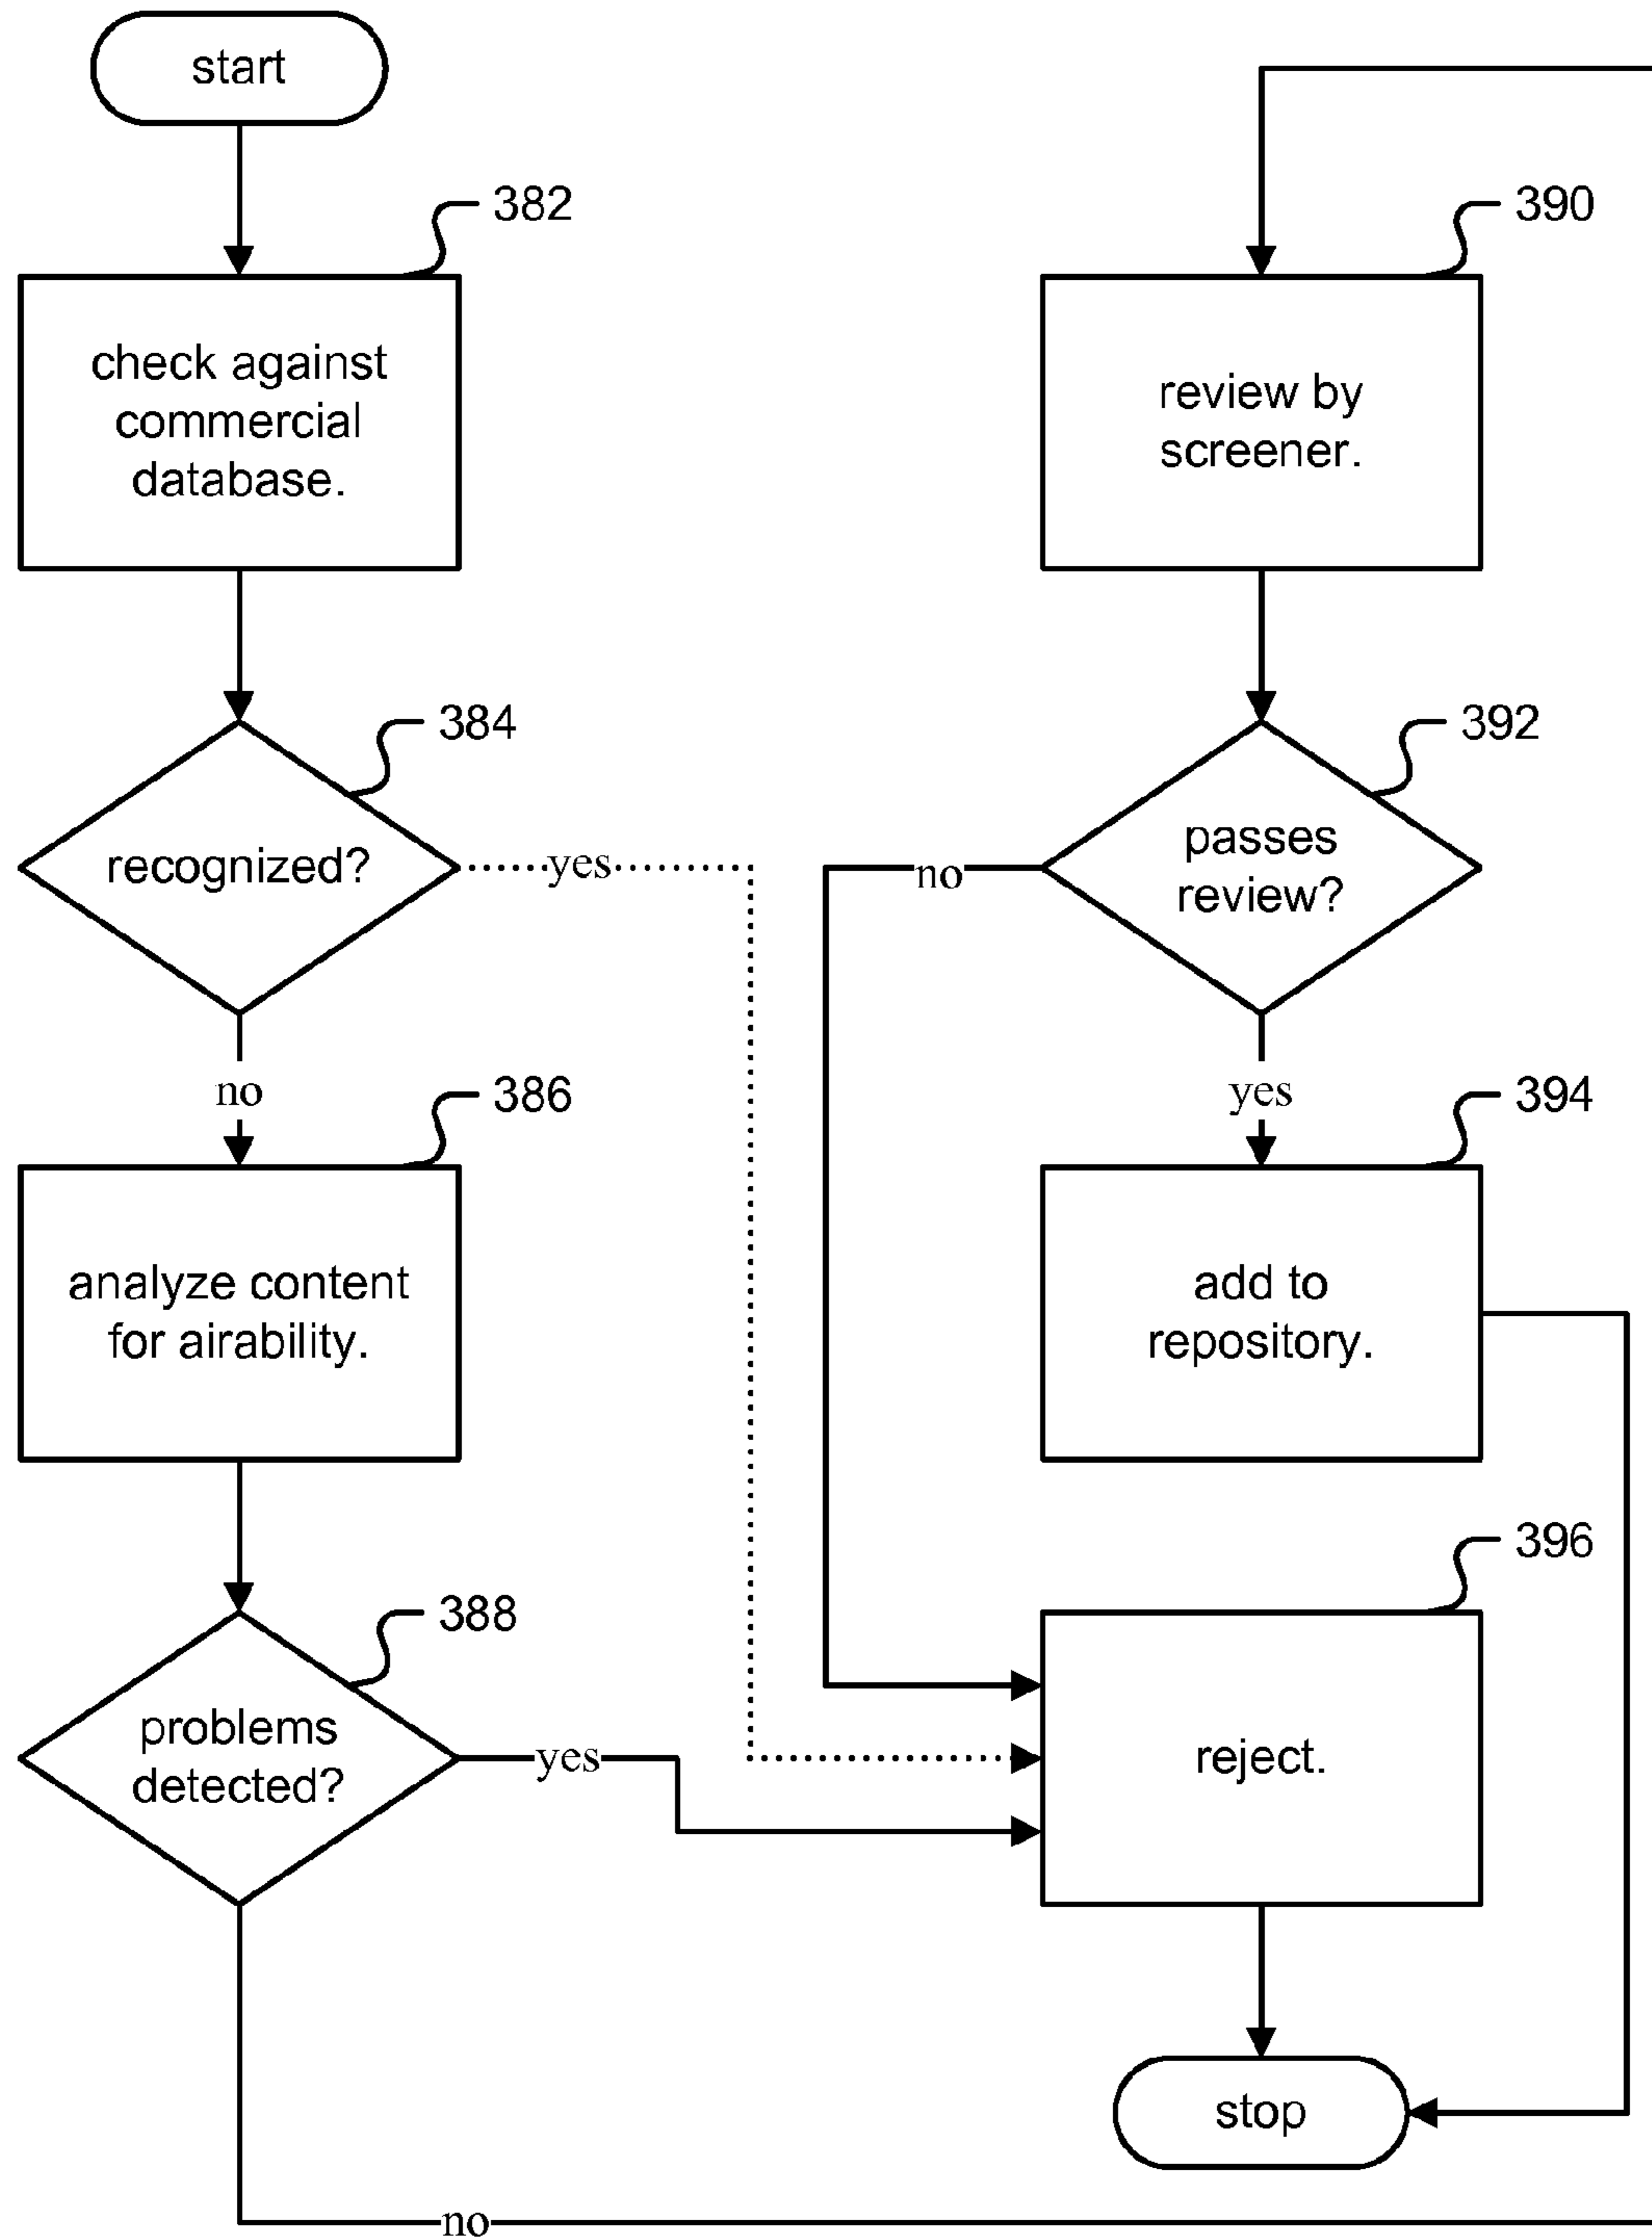 start
382
check against
commercial
database.
384
recognized?
yes
no
386
analyze content
for airability.
388
problems
detected?
yes
no
390
review by
screener.
392
passes
review?
no
yes
394
add to
repository.
396
reject.
stop